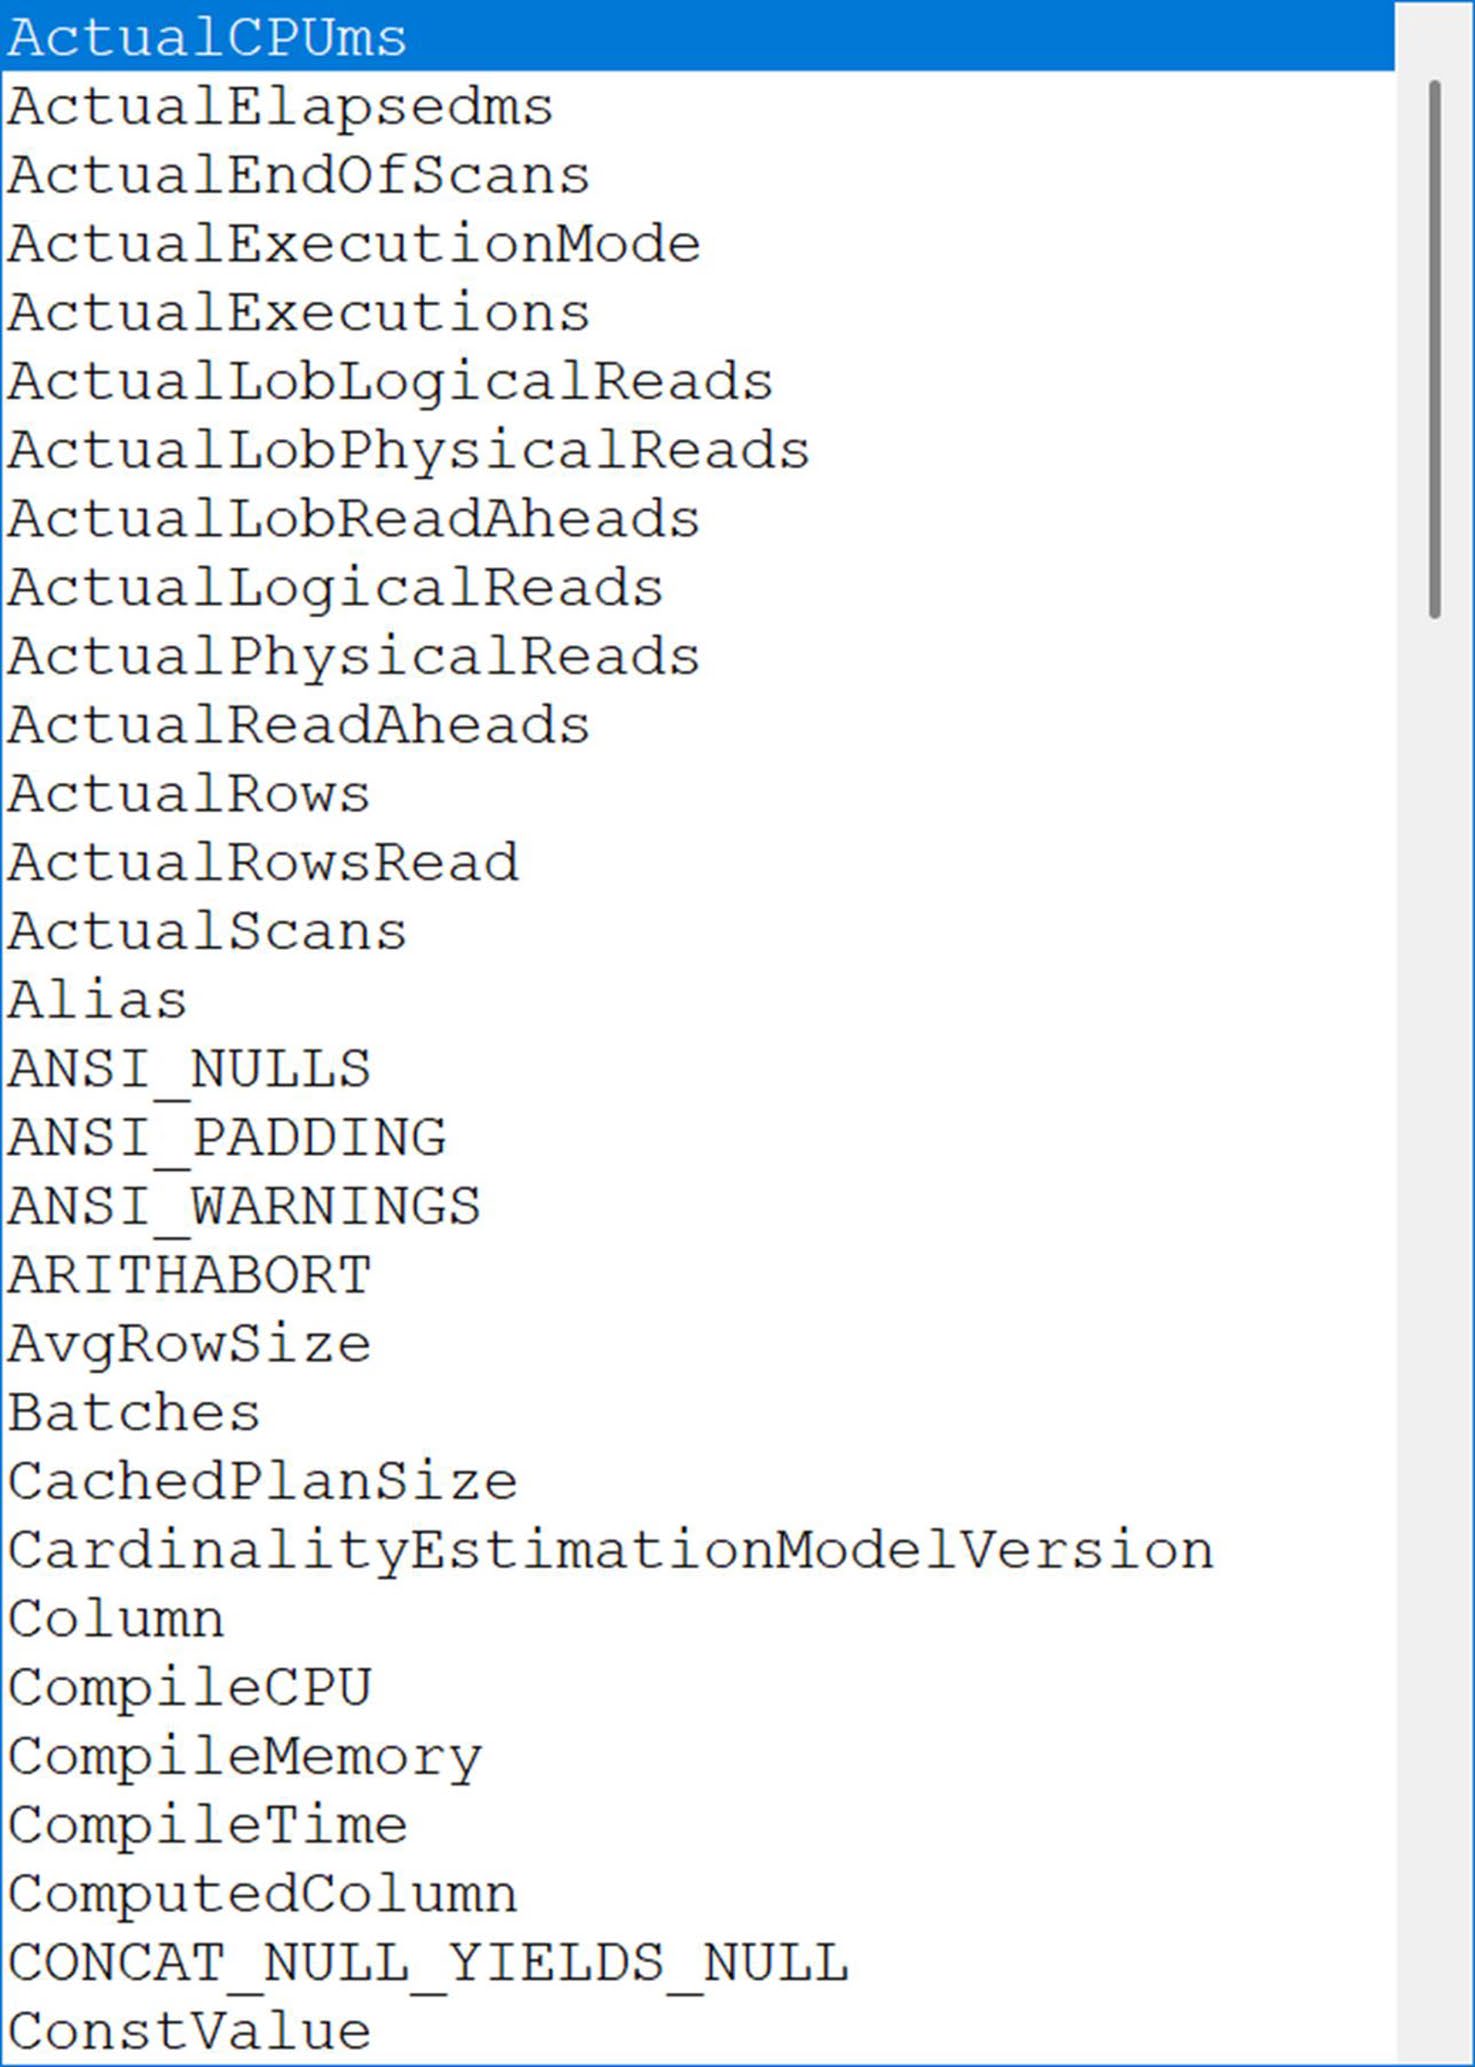 ActualCPUms
ActualElapsedms
ActualEndOfScans
ActualExecutionMode
ActualExecutions
ActualLobLogicalReads
ActualLobPhysicalReads
ActualLobReadAheads
ActualLogicalReads
ActualPhysicalReads
ActualReadAheads
ActualRows
ActualRowsRead
ActualScans
Alias
ANSI_NULLS
ANSI_PADDING
ANSI_WARNINGS
ARITHABORT
AvgRowSize
Batches
CachedPlanSize
CardinalityEstimationModelVersion
Column
CompileCPU
CompileMemory
CompileTime
ComputedColumn
CONCAT_NULL_YIELDS_NULL
ConstValue